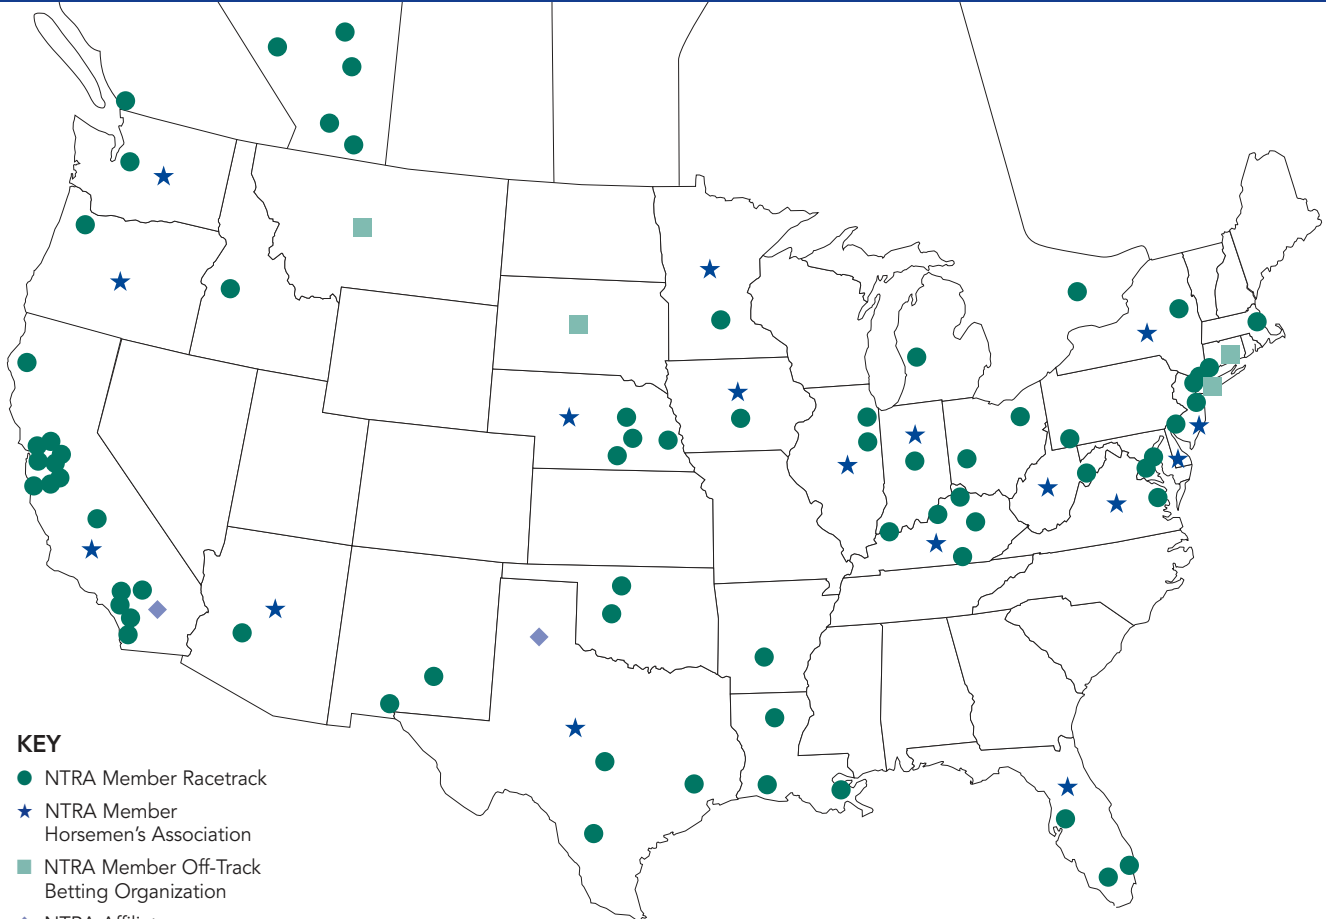 KEY
NTRA Member Racetrack
NTRA Member
Horsemen's Association
NTRA Member Off-Track
Betting Organization